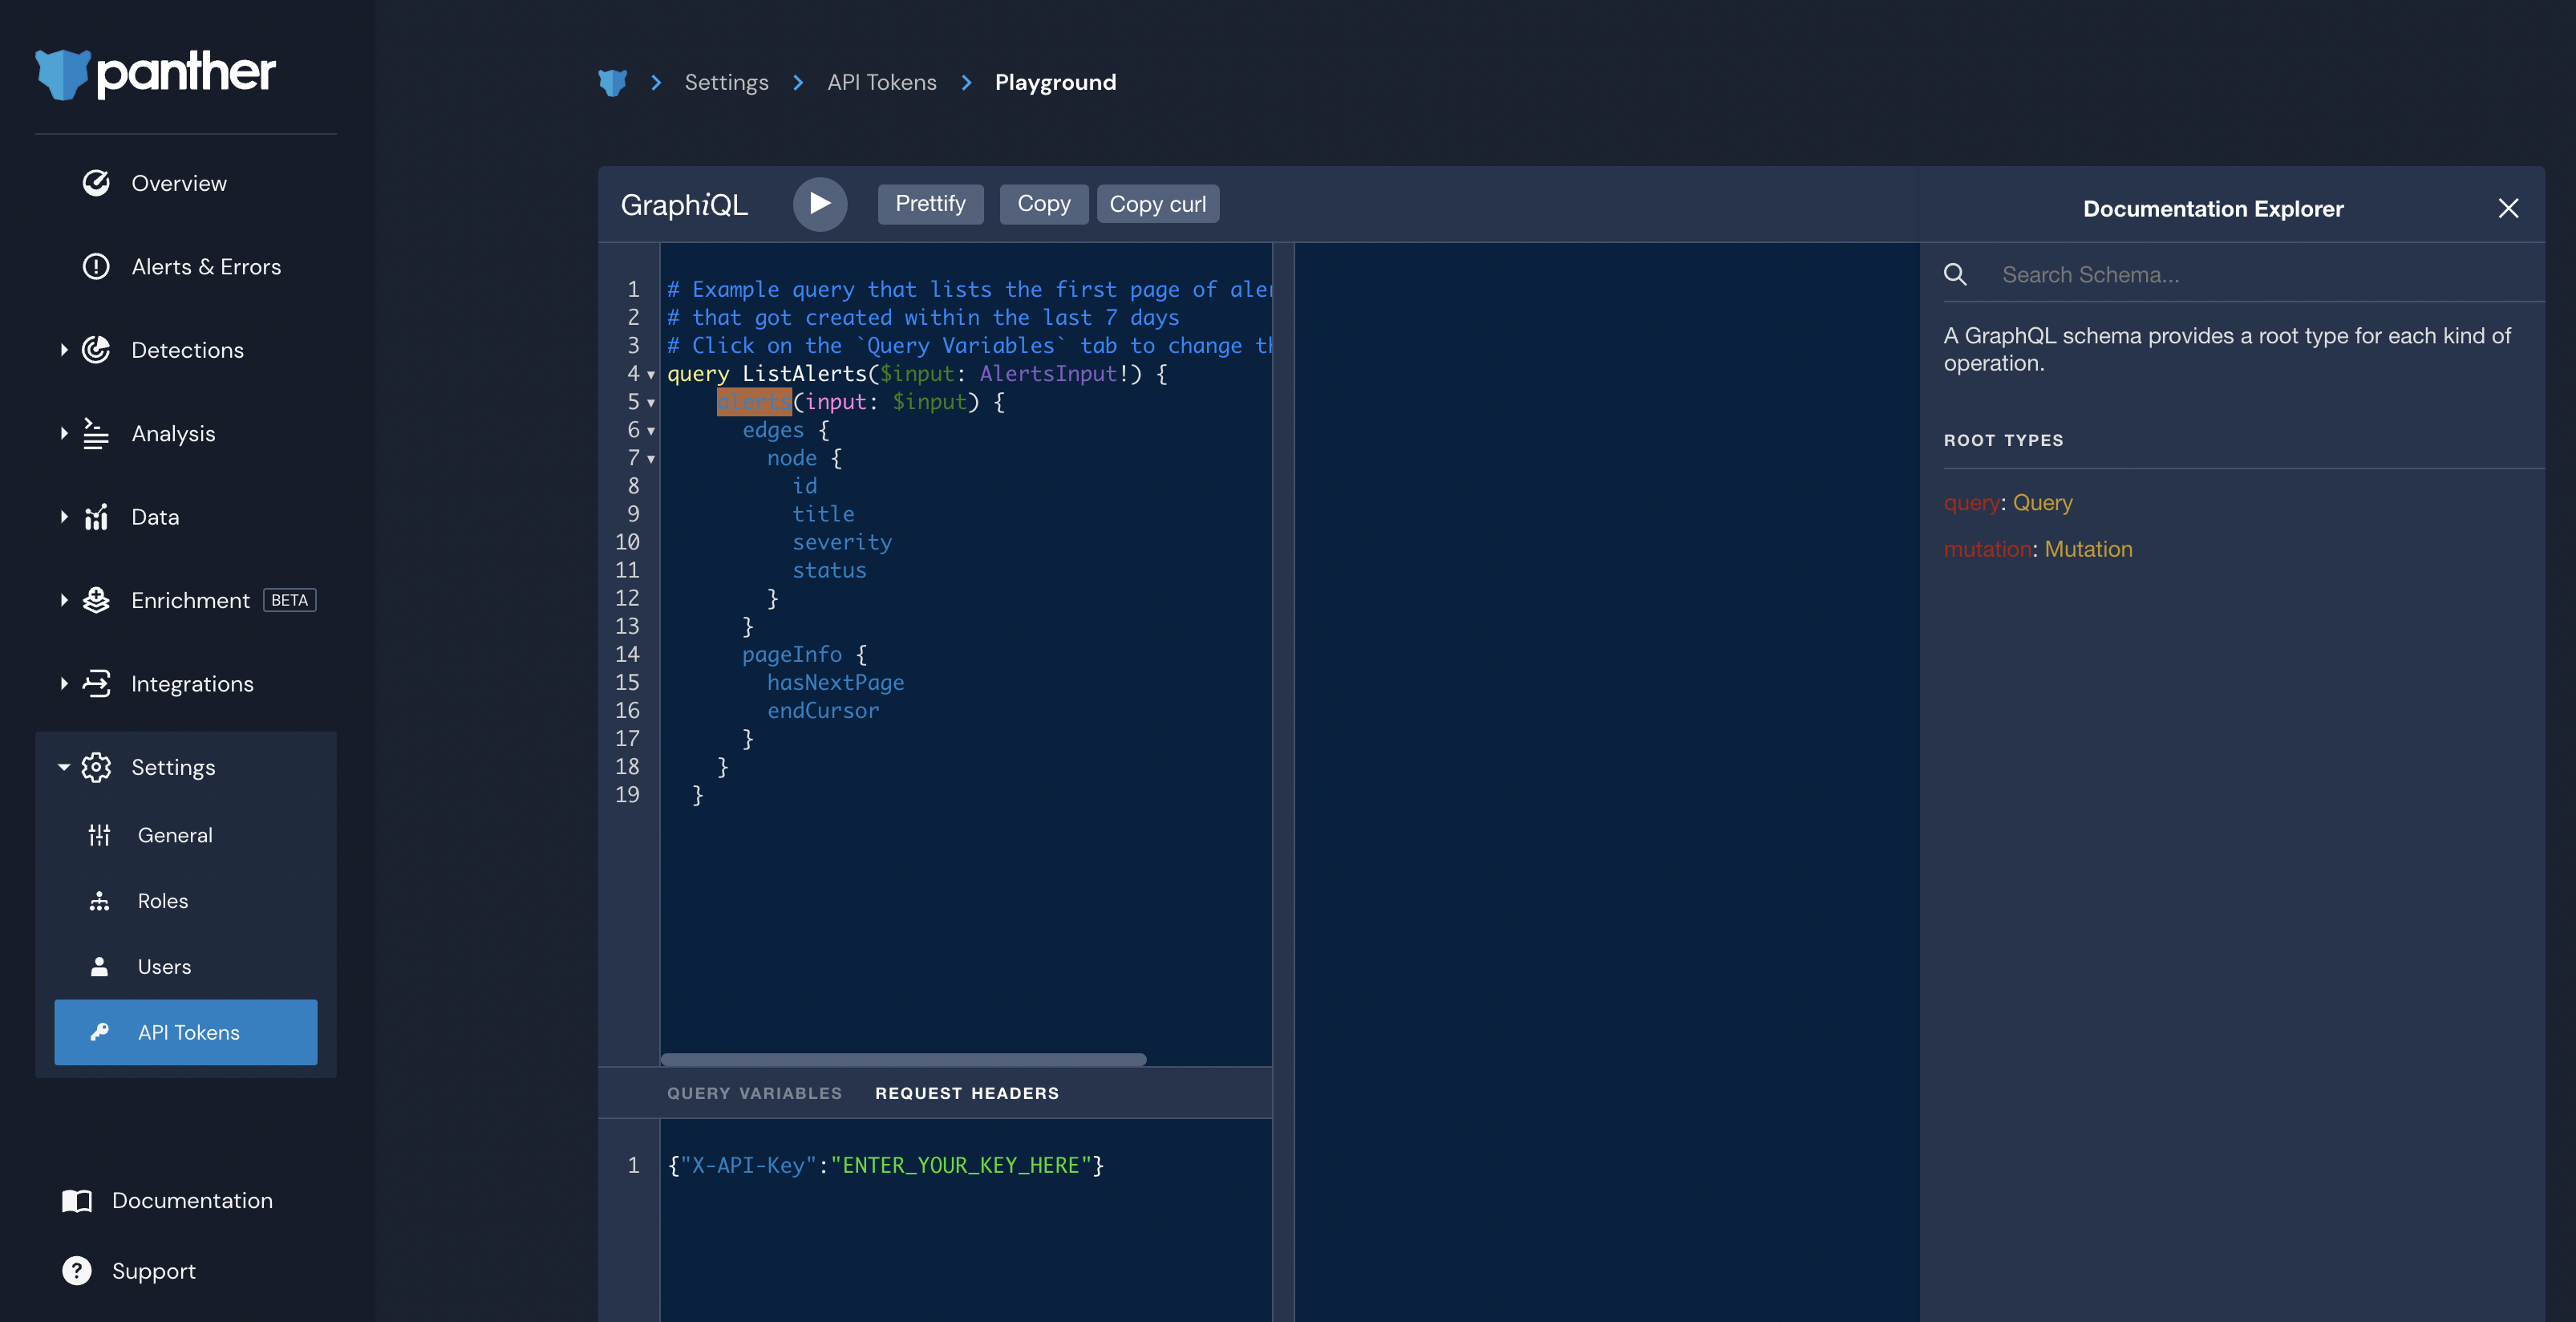 panther
Overview
Alerts & Errors
Detections
Analysis
Data
Enrichment BETA
Integrations
Settings
General
Roles
Users
API Tokens
Documentation
Support
Settings API Tokens Playground
GraphiQL Prettify Copy Copy curl
1 # Example query that lists the first page of aler
2 # that got created within the last 7 days
3 # Click on the `Query Variables` tab to change th
4 query ListAlerts($input: AlertsInput!) {
5 alerts(input: $input) {
6 edges {
7 node {
8 id
9 title
10 severity
11 status
12 }
13 }
14 pageInfo {
15 hasNextPage
16 endCursor
17 }
18 }
19 }
QUERY VARIABLES REQUEST HEADERS
1 {"X-API-Key":"ENTER_YOUR_KEY_HERE"}
Documentation Explorer
Search Schema...
A GraphQL schema provides a root type for each kind of
operation.
ROOT TYPES
query: Query
mutation: Mutation